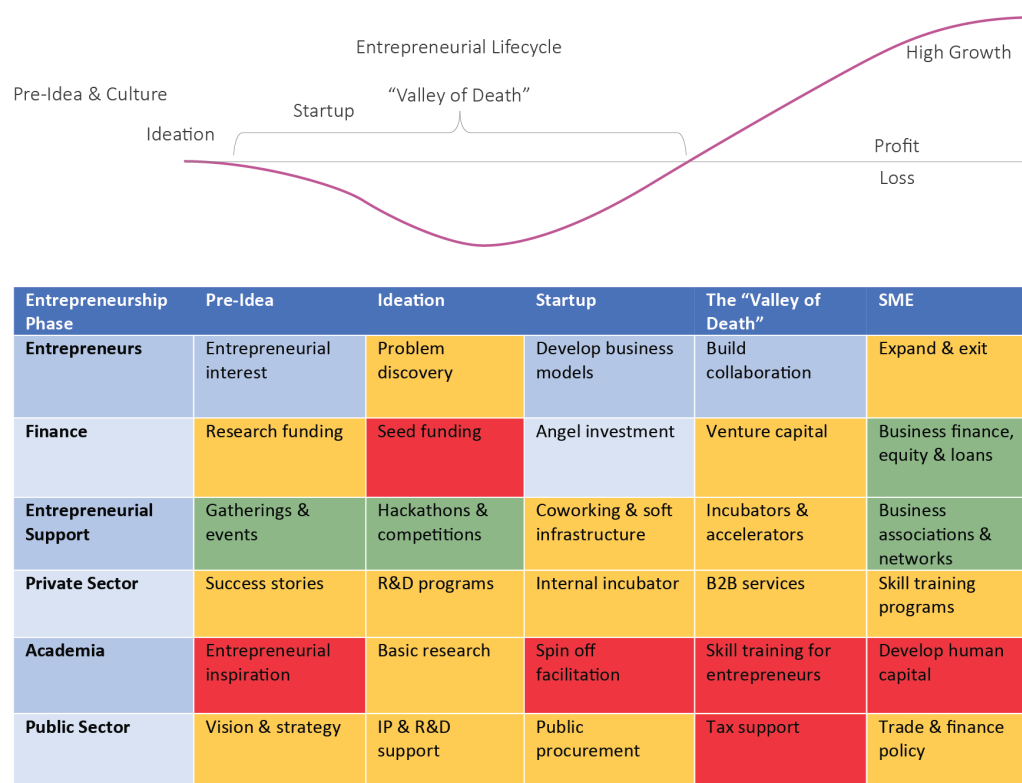 Entrepreneurial Lifecycle
High Growth
Pre-Idea & Culture
“Valley of Death”
Startup
Ideation
Profit
Loss
Entrepreneurship
Phase
Pre-Idea
Ideation
Startup
The “Valley of
Death”
SME
Entrepreneurs
Entrepreneurial
interest
Problem
discovery
Develop business
models
Build
collaboration
Expand & exit
Finance
Research funding
Seed funding
Angel investment
Venture capital
Business finance,
equity & loans
Entrepreneurial
Support
Gatherings &
events
Hackathons &
competitions
Coworking & soft
infrastructure
Incubators &
accelerators
Business
associations &
networks
Private Sector
Success stories
R&D programs
Internal incubator
B2B services
Skill training
programs
Academia
Entrepreneurial
inspiration
Basic research
Spin off
facilitation
Skill training for
entrepreneurs
Develop human
capital
Public Sector
Vision & strategy
IP & R&D
support
Public
procurement
Tax support
Trade & finance
policy